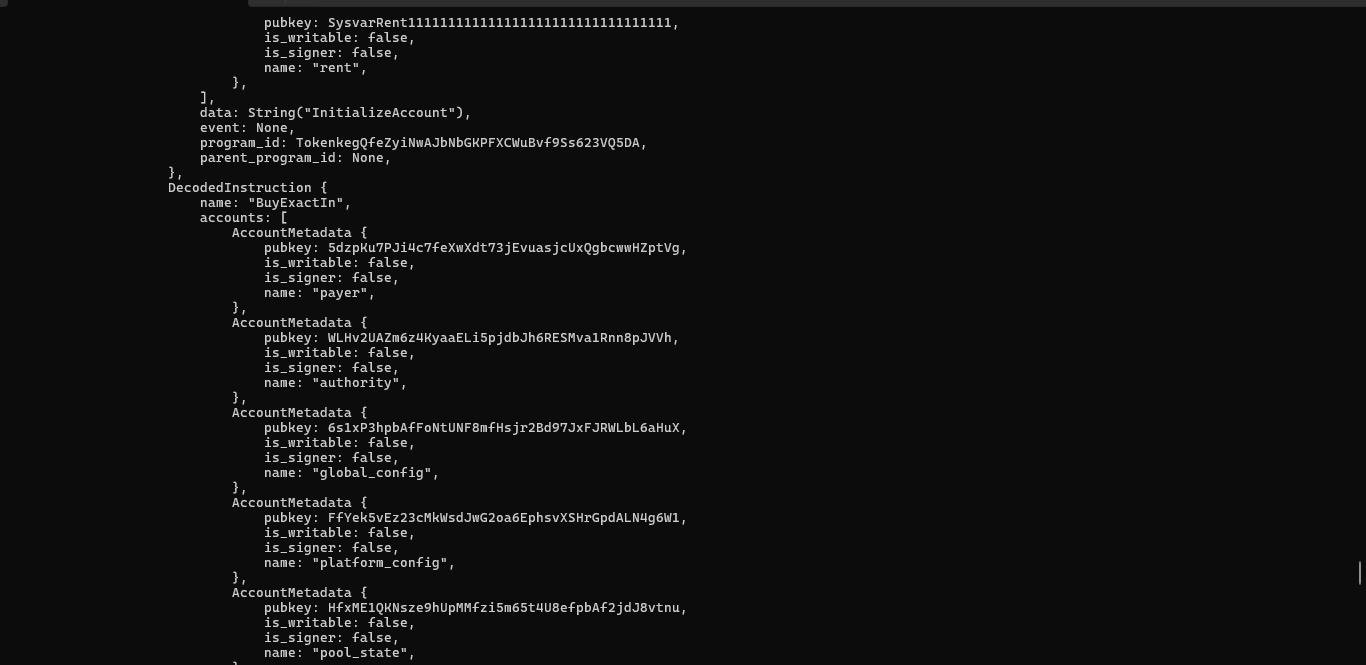 pubkey: SysvarRent111111111111111111111111111111111,
is_writable: false,
is_signer: false,
name: "rent",
},
],
data: String("InitializeAccount"),
event: None,
program_id: TokenkegQfeZyiNwAJbNbGKPFXCWuBvf9Ss623VQ5DA,
parent_program_id: None,
},
DecodedInstruction {
name: "BuyExactIn",
accounts: [
AccountMetadata {
pubkey: 5dzpKu7PJi4c7feXwXdt73jEvuasjcUxQgbcwwHZptVg,
is_writable: false,
is_signer: false,
name: "payer",
},
AccountMetadata {
pubkey: WLHv2UAZm6z4KyaaELi5pjdbJh6RESMva1Rnn8pJVVh,
is_writable: false,
is_signer: false,
name: "authority",
},
AccountMetadata {
pubkey: 6s1xP3hpbAfFoNtUNF8mfHsjr2Bd97JxFJRWLbL6aHuX,
is_writable: false,
is_signer: false,
name: "global_config",
},
AccountMetadata {
pubkey: FfYek5vEz23cMkWsdJwG2oa6EphsvXSHrGpdALN4g6W1,
is_writable: false,
is_signer: false,
name: "platform_config",
},
AccountMetadata {
pubkey: HfxME1QKNsze9hUpMMfzi5m65t4U8efpbAf2jdJ8vtnu,
is_writable: false,
is_signer: false,
name: "pool_state",